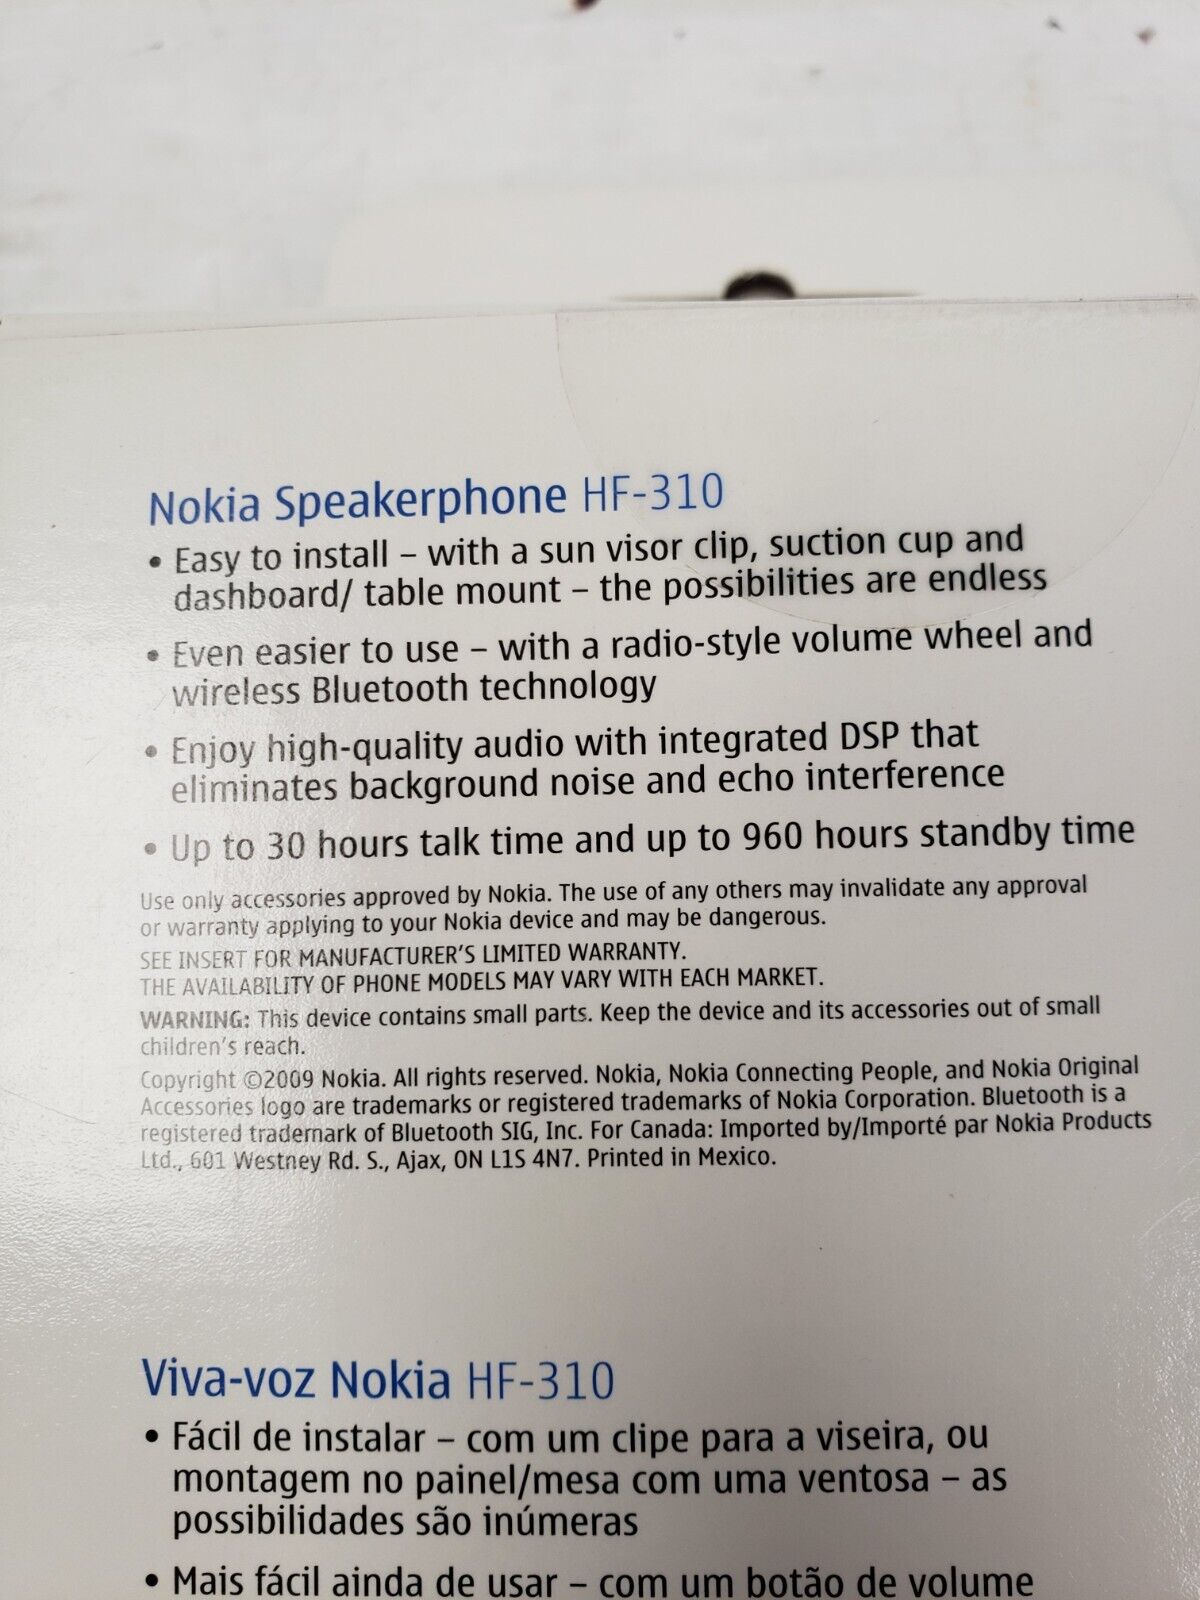 Nokia Speakerphone HF-310
• Easy to install – with a sun visor clip, suction cup and
dashboard/ table mount – the possibilities are endless
• Even easier to use – with a radio-style volume wheel and
wireless Bluetooth technology
• Enjoy high-quality audio with integrated DSP that
eliminates background noise and echo interference
• Up to 30 hours talk time and up to 960 hours standby time
Use only accessories approved by Nokia. The use of any others may invalidate any approval
or warranty applying to your Nokia device and may be dangerous.
SEE INSERT FOR MANUFACTURER'S LIMITED WARRANTY.
THE AVAILABILITY OF PHONE MODELS MAY VARY WITH EACH MARKET.
WARNING: This device contains small parts. Keep the device and its accessories out of small
children's reach.
Copyright ©2009 Nokia. All rights reserved. Nokia, Nokia Connecting People, and Nokia Original
Accessories logo are trademarks or registered trademarks of Nokia Corporation. Bluetooth is a
registered trademark of Bluetooth SIG, Inc. For Canada: Imported by/Importé par Nokia Products
Ltd., 601 Westney Rd. S., Ajax, ON L1S 4N7. Printed in Mexico.
Viva-voz Nokia HF-310
• Fácil de instalar – com um clipe para a viseira, ou
montagem no painel/mesa com uma ventosa – as
possibilidades são inúmeras
• Mais fácil ainda de usar – com um botão de volume